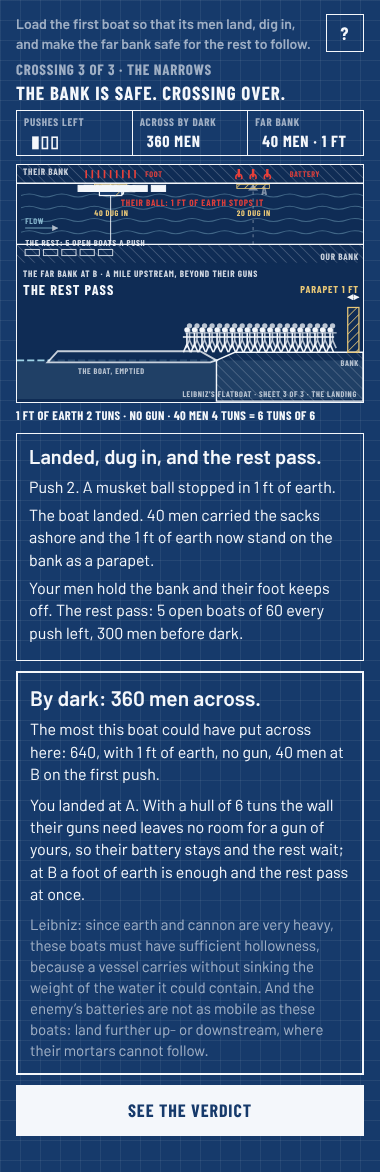 Load the first boat so that its men land, dig in,
and make the far bank safe for the rest to follow.
?
CROSSING 3 OF 3 · THE NARROWS
THE BANK IS SAFE. CROSSING OVER.
PUSHES LEFT
ACROSS BY DARK
360 MEN
FAR BANK
40 MEN · 1 FT
THEIR BANK
FOOT
BATTERY
A
THEIR BALL: 1 FT OF EARTH STOPS IT
40 DUG IN
20 DUG IN
FLOW
THE REST: 5 OPEN BOATS A PUSH
OUR BANK
THE FAR BANK AT B · A MILE UPSTREAM, BEYOND THEIR GUNS
THE REST PASS
PARAPET 1 FT
THE BOAT, EMPTIED
BANK
LEIBNIZ'S FLATBOAT · SHEET 3 OF 3 · THE LANDING
1 FT OF EARTH 2 TUNS · NO GUN · 40 MEN 4 TUNS = 6 TUNS OF 6
Landed, dug in, and the rest pass.
Push 2. A musket ball stopped in 1 ft of earth.
The boat landed. 40 men carried the sacks
ashore and the 1 ft of earth now stand on the
bank as a parapet.
Your men hold the bank and their foot keeps
off. The rest pass: 5 open boats of 60 every
push left, 300 men before dark.
By dark: 360 men across.
The most this boat could have put across
here: 640, with 1 ft of earth, no gun, 40 men at
B on the first push.
You landed at A. With a hull of 6 tuns the wall
their guns need leaves no room for a gun of
yours, so their battery stays and the rest wait;
at B a foot of earth is enough and the rest pass
at once.
Leibniz: since earth and cannon are very heavy,
these boats must have sufficient hollowness,
because a vessel carries without sinking the
weight of the water it could contain. And the
enemy's batteries are not as mobile as these
boats: land further up- or downstream, where
their mortars cannot follow.
SEE THE VERDICT